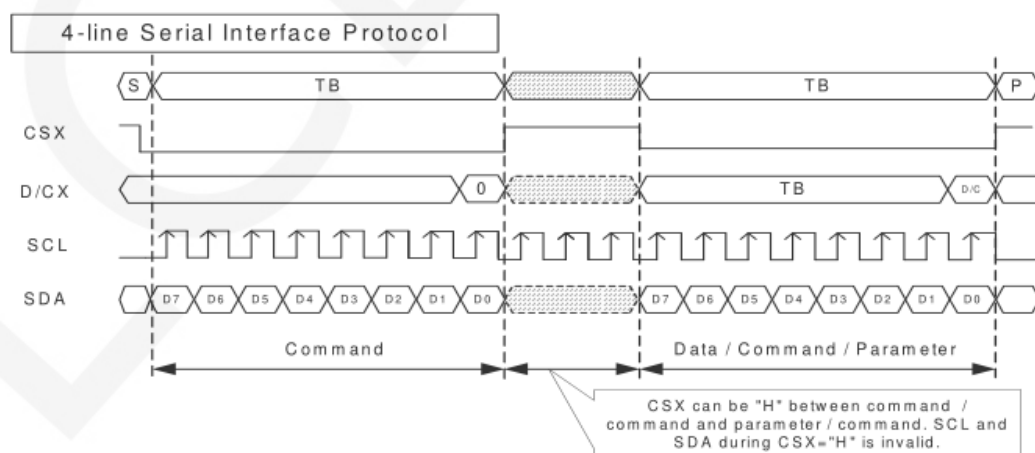 4-line Serial Interface Protocol
S TB TB P
CSX
D/CX 0 TB D/C
SCL
SDA D7 D6 D5 D4 D3 D2 D1 D0 D7 D6 D5 D4 D3 D2 D1 D0
Command Data / Command / Parameter
CSX can be "H" between command /
command and parameter / command. SCL and
SDA during CSX="H" is invalid.